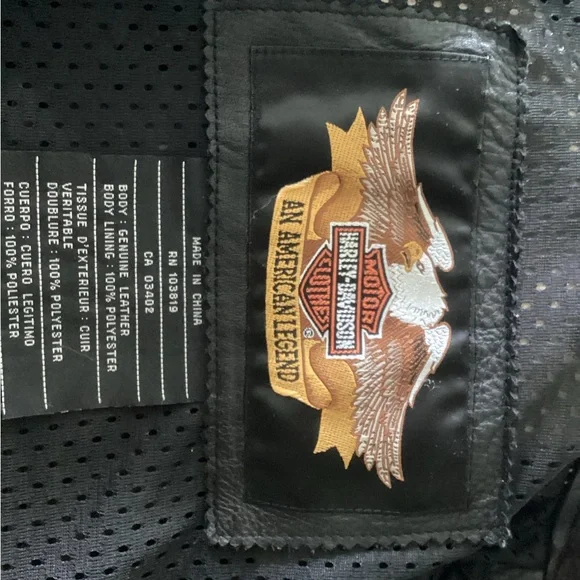 MOTOR
HARLEY-DAVIDSON
CLOTHES
®
AN AMERICAN LEGEND
MADE IN CHINA
RN 103819
CA 03402
BODY : GENUINE LEATHER
BODY LINING : 100% POLYESTER
TISSUE D'EXTERIEUR : CUIR
VERITABLE
DOUBLURE : 100% POLYESTER
CUERPO : CUERO LEGITIMO
FORRO : 100% POLIESTER